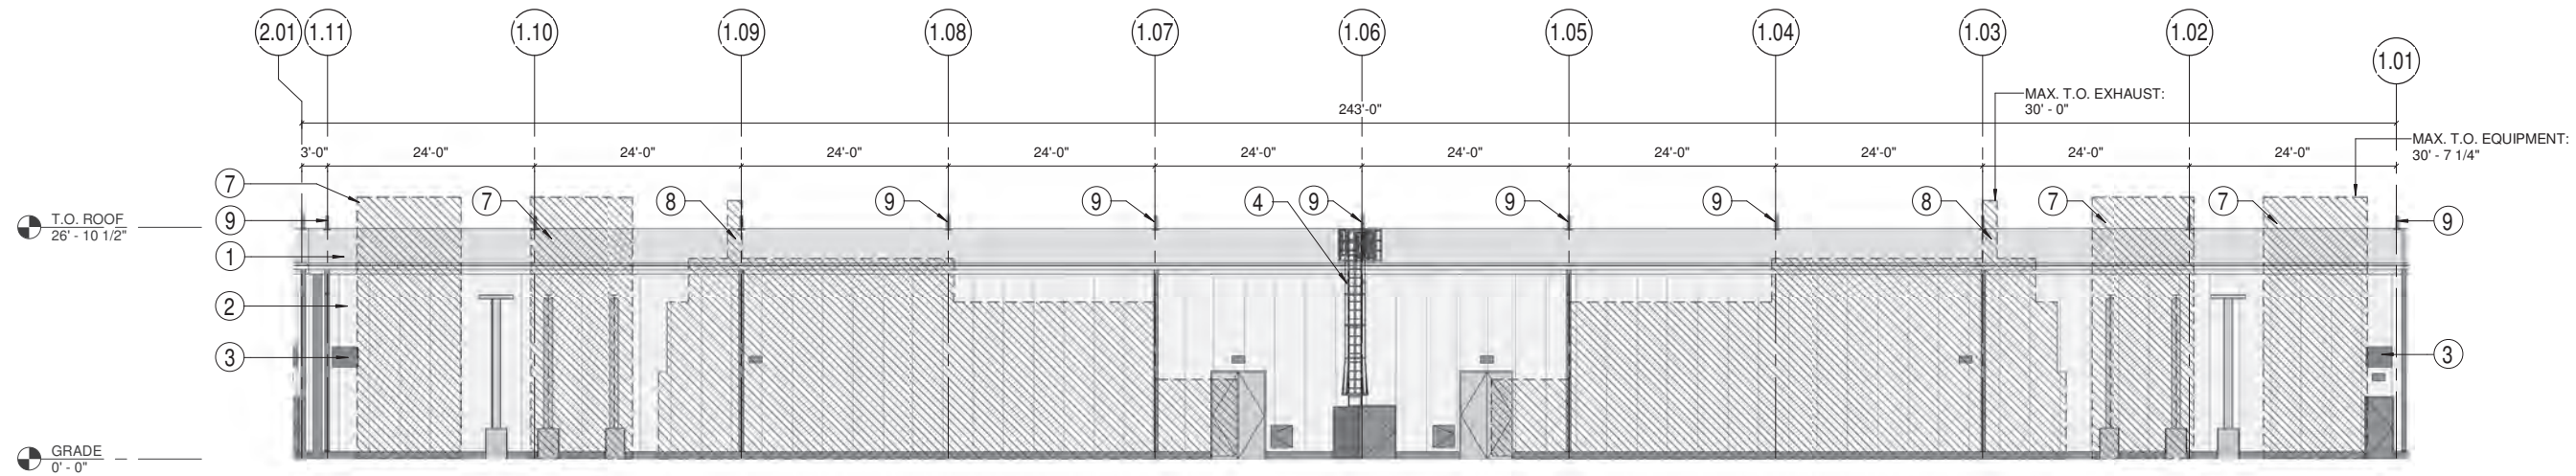 2.01 1.11 1.10 1.09 1.08 1.07 1.06 1.05 1.04 1.03 1.02 1.01
MAX. T.O. EXHAUST:
30' - 0"
243'-0"
MAX. T.O. EQUIPMENT:
30' - 7 1/4"
3'-0" 24'-0" 24'-0" 24'-0" 24'-0" 24'-0" 24'-0" 24'-0" 24'-0" 24'-0" 24'-0"
7
7 8 9 9 4 9 9 9 8 7 7
T.O. ROOF
26' - 10 1/2"
9 9
1
2
3 3
GRADE
0' - 0"